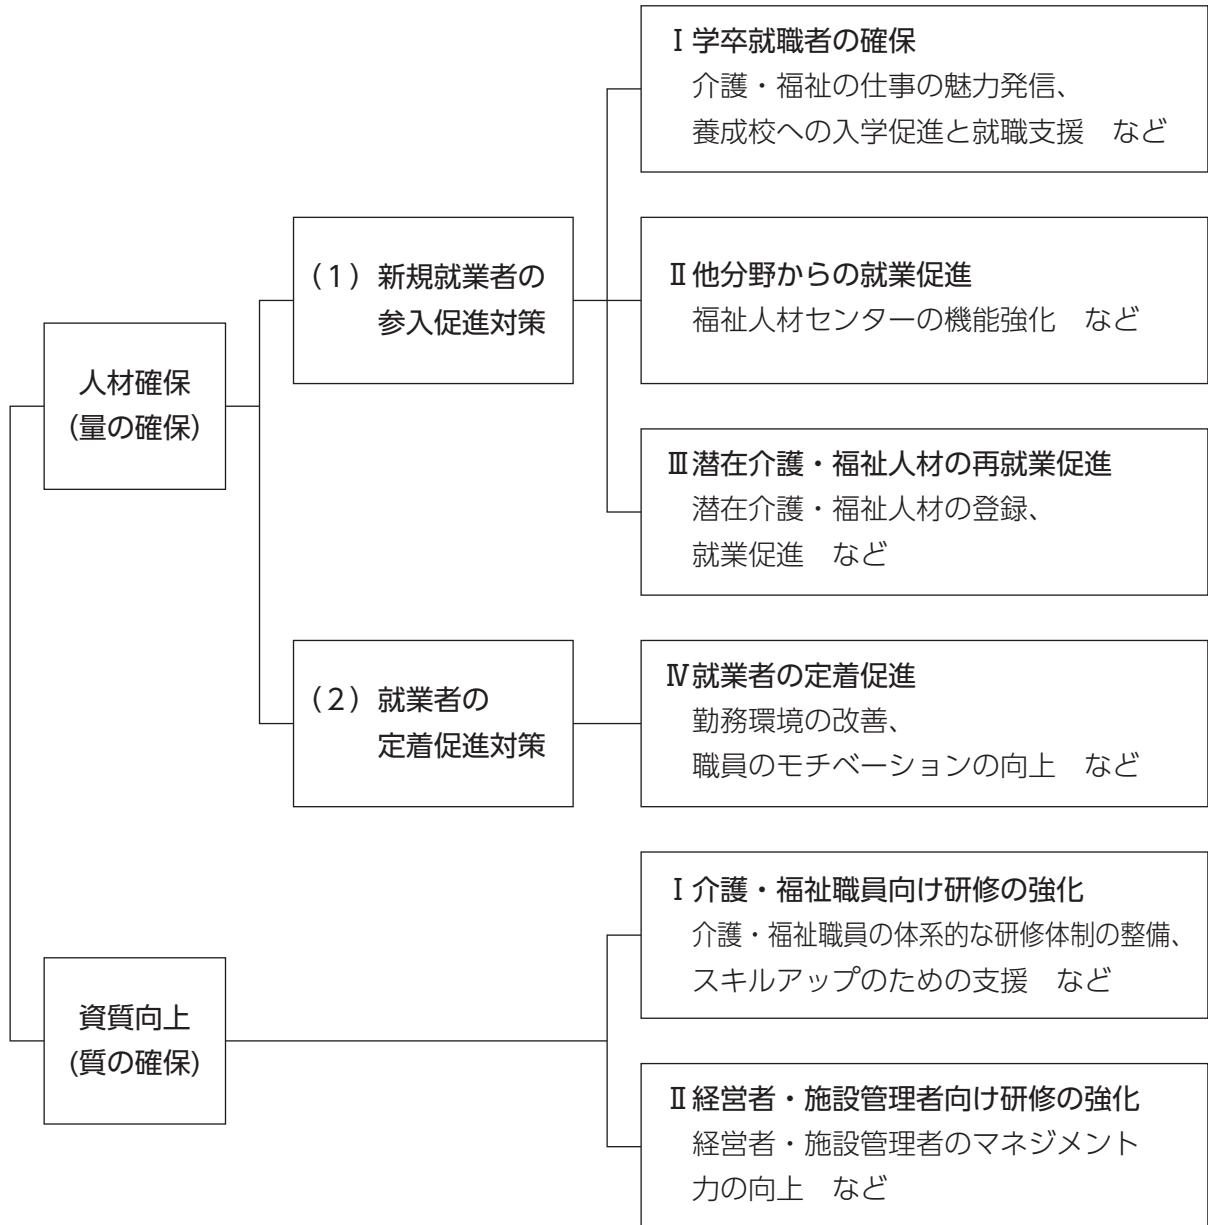 人材確保
(量の確保)
(1) 新規就業者の
参入促進対策
Ⅰ 学卒就職者の確保
介護・福祉の仕事の魅力発信、
養成校への入学促進と就職支援　など
Ⅱ 他分野からの就業促進
福祉人材センターの機能強化　など
Ⅲ 潜在介護・福祉人材の再就業促進
潜在介護・福祉人材の登録、
就業促進　など
(2) 就業者の
定着促進対策
Ⅳ 就業者の定着促進
勤務環境の改善、
職員のモチベーションの向上　など
資質向上
(質の確保)
Ⅰ 介護・福祉職員向け研修の強化
介護・福祉職員の体系的な研修体制の整備、
スキルアップのための支援　など
Ⅱ 経営者・施設管理者向け研修の強化
経営者・施設管理者のマネジメント
力の向上　など